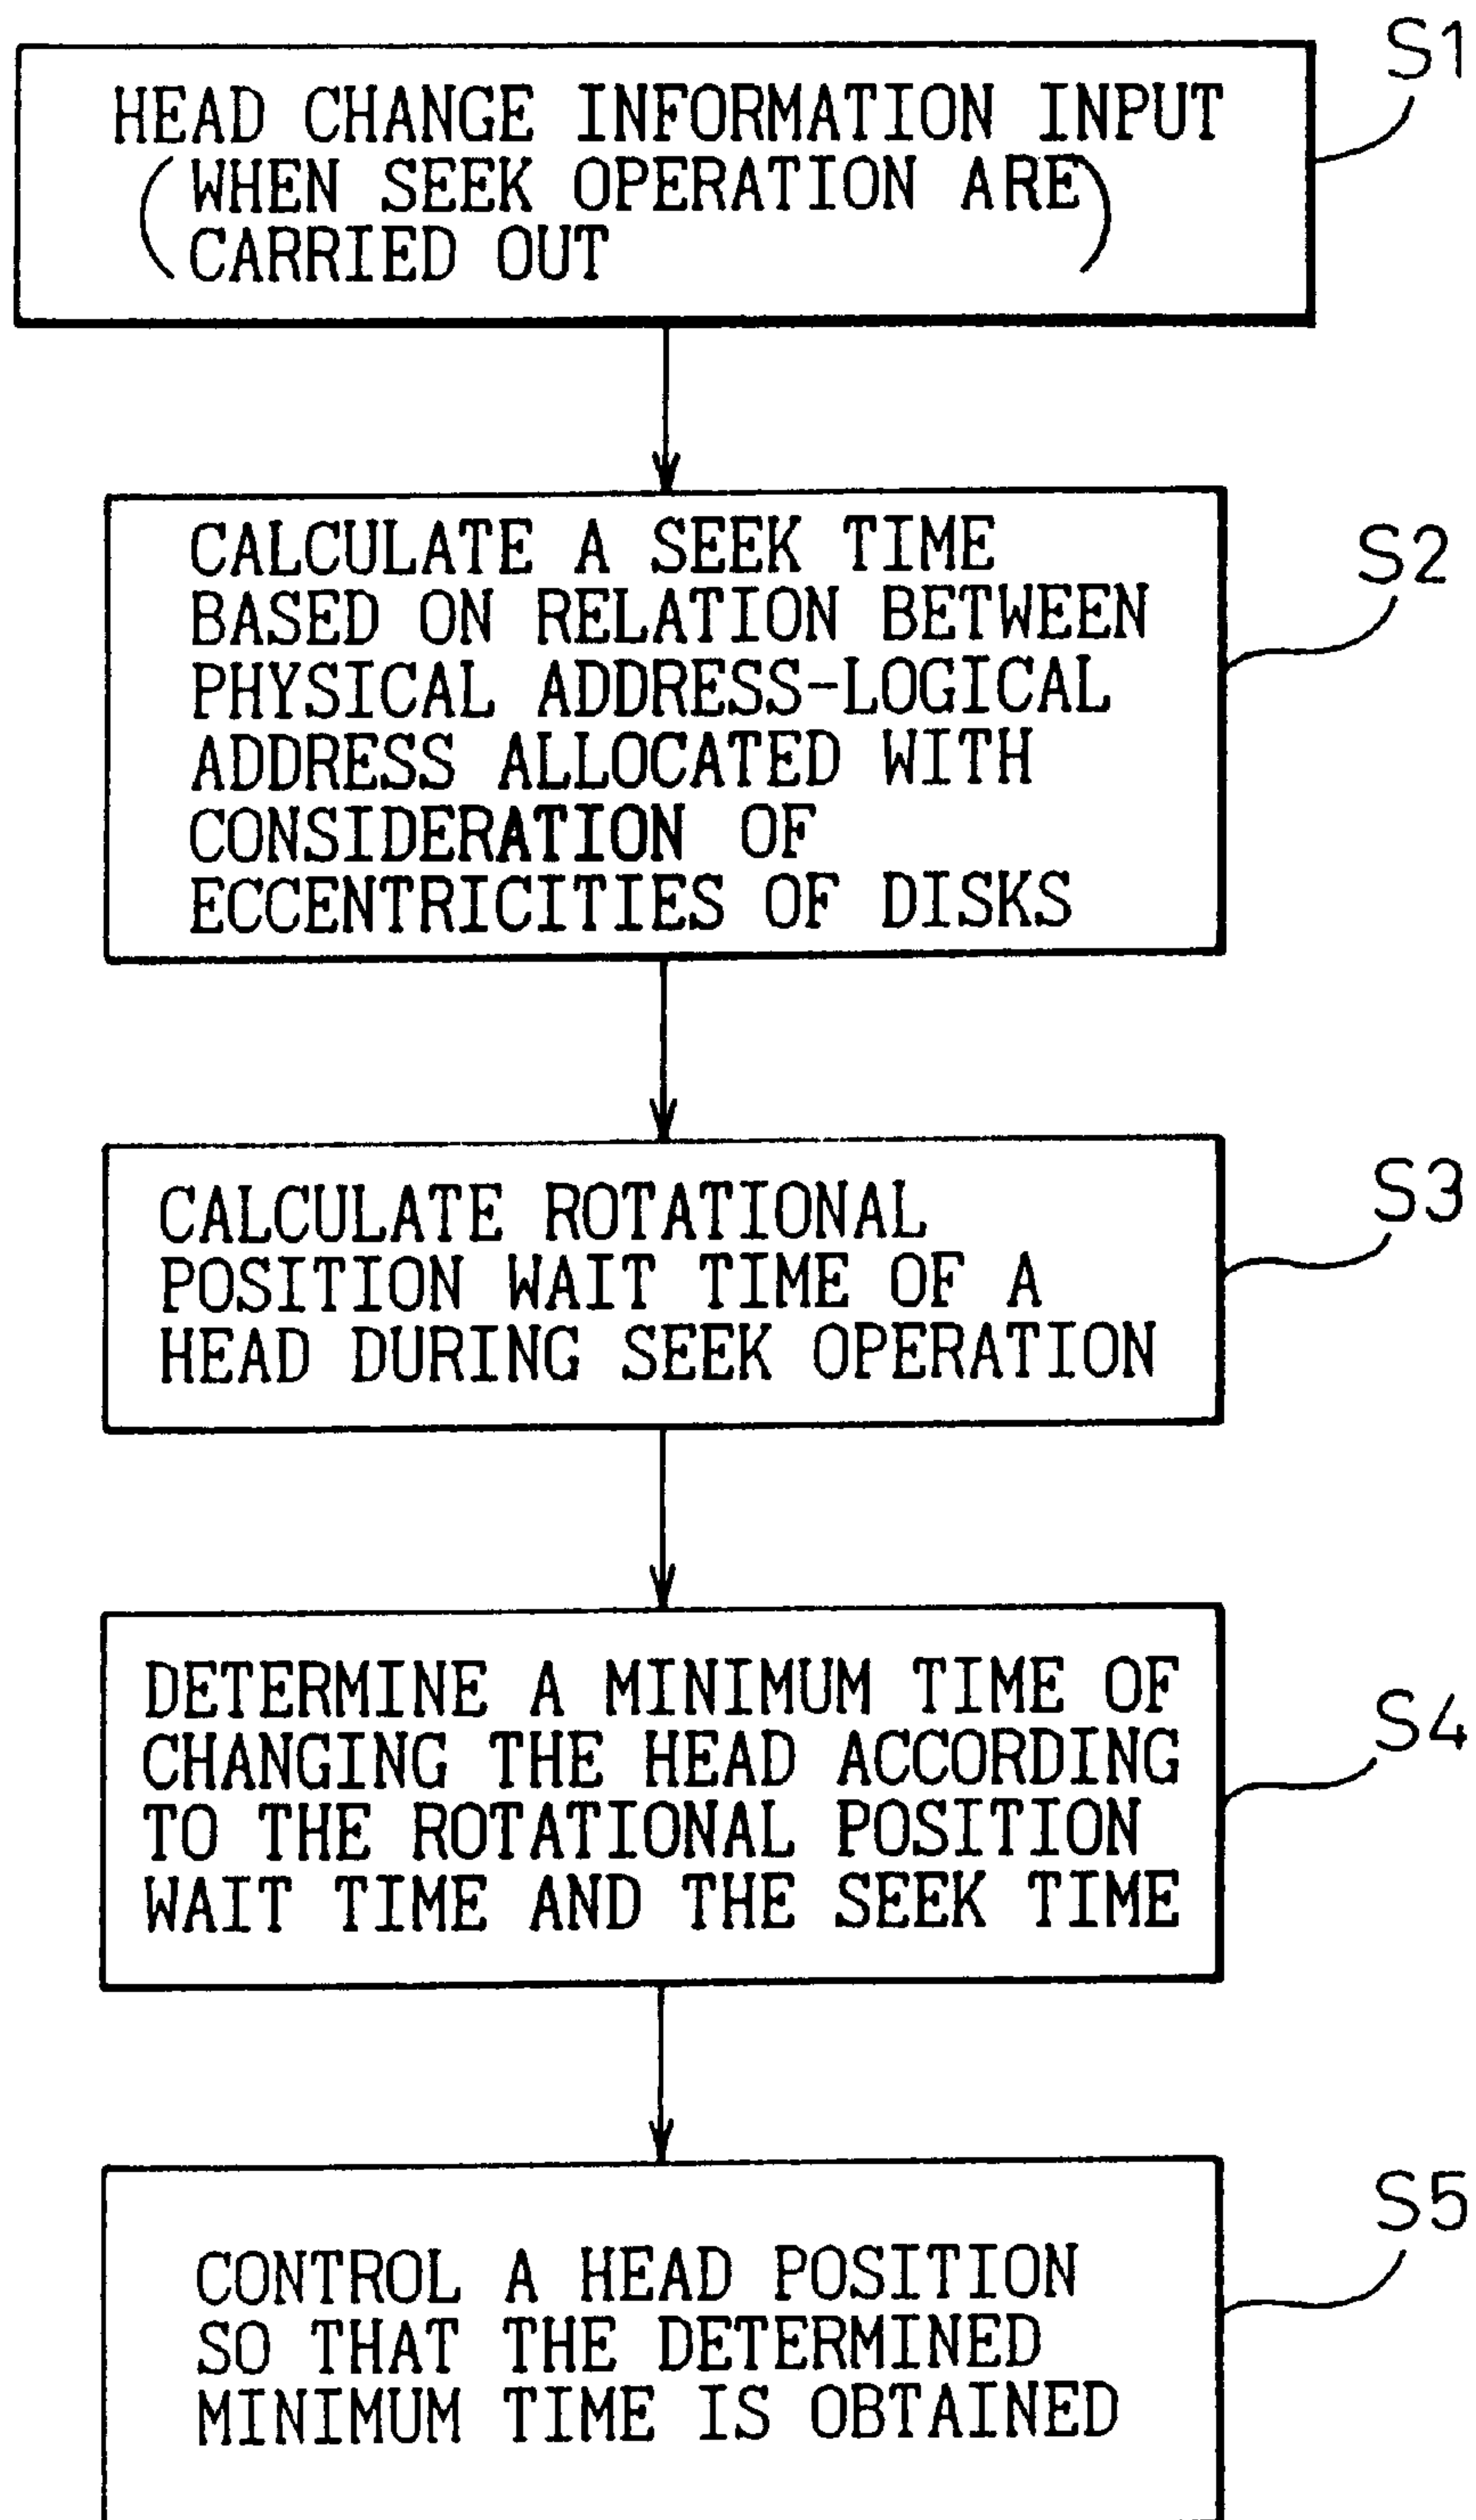 S1
HEAD CHANGE INFORMATION INPUT
(WHEN SEEK OPERATION ARE)
CARRIED OUT
S2
CALCULATE A SEEK TIME
BASED ON RELATION BETWEEN
PHYSICAL ADDRESS-LOGICAL
ADDRESS ALLOCATED WITH
CONSIDERATION OF
ECCENTRICITIES OF DISKS
S3
CALCULATE ROTATIONAL
POSITION WAIT TIME OF A
HEAD DURING SEEK OPERATION
S4
DETERMINE A MINIMUM TIME OF
CHANGING THE HEAD ACCORDING
TO THE ROTATIONAL POSITION
WAIT TIME AND THE SEEK TIME
S5
CONTROL A HEAD POSITION
SO THAT THE DETERMINED
MINIMUM TIME IS OBTAINED